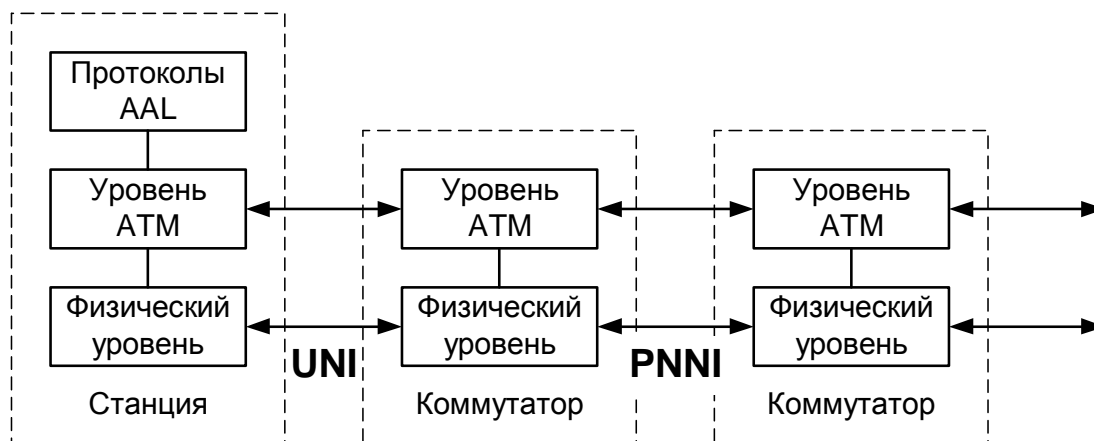 Протоколы
AAL
Уровень
ATM
Уровень
ATM
Уровень
ATM
Физический
уровень
Физический
уровень
Физический
уровень
UNI
PNNI
Станция
Коммутатор
Коммутатор